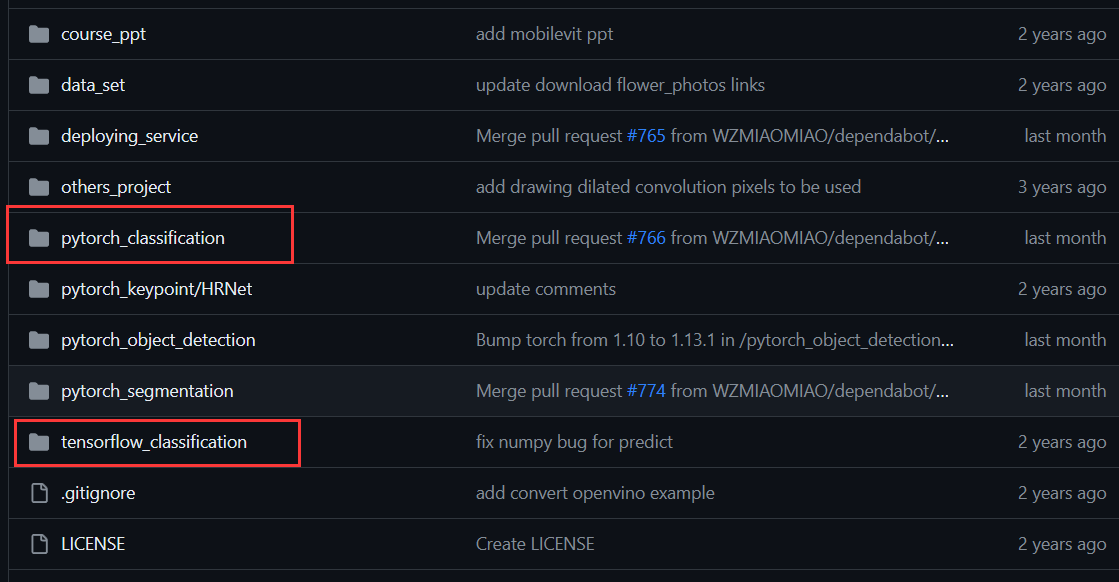 course_ppt add mobilevit ppt 2 years ago
data_set update download flower_photos links 2 years ago
deploying_service Merge pull request #765 from WZMIAOMIAO/dependabot/... last month
others_project add drawing dilated convolution pixels to be used 3 years ago
pytorch_classification Merge pull request #766 from WZMIAOMIAO/dependabot/... last month
pytorch_keypoint/HRNet update comments 2 years ago
pytorch_object_detection Bump torch from 1.10 to 1.13.1 in /pytorch_object_detection... last month
pytorch_segmentation Merge pull request #774 from WZMIAOMIAO/dependabot/... last month
tensorflow_classification fix numpy bug for predict 2 years ago
.gitignore add convert openvino example 2 years ago
LICENSE Create LICENSE 2 years ago